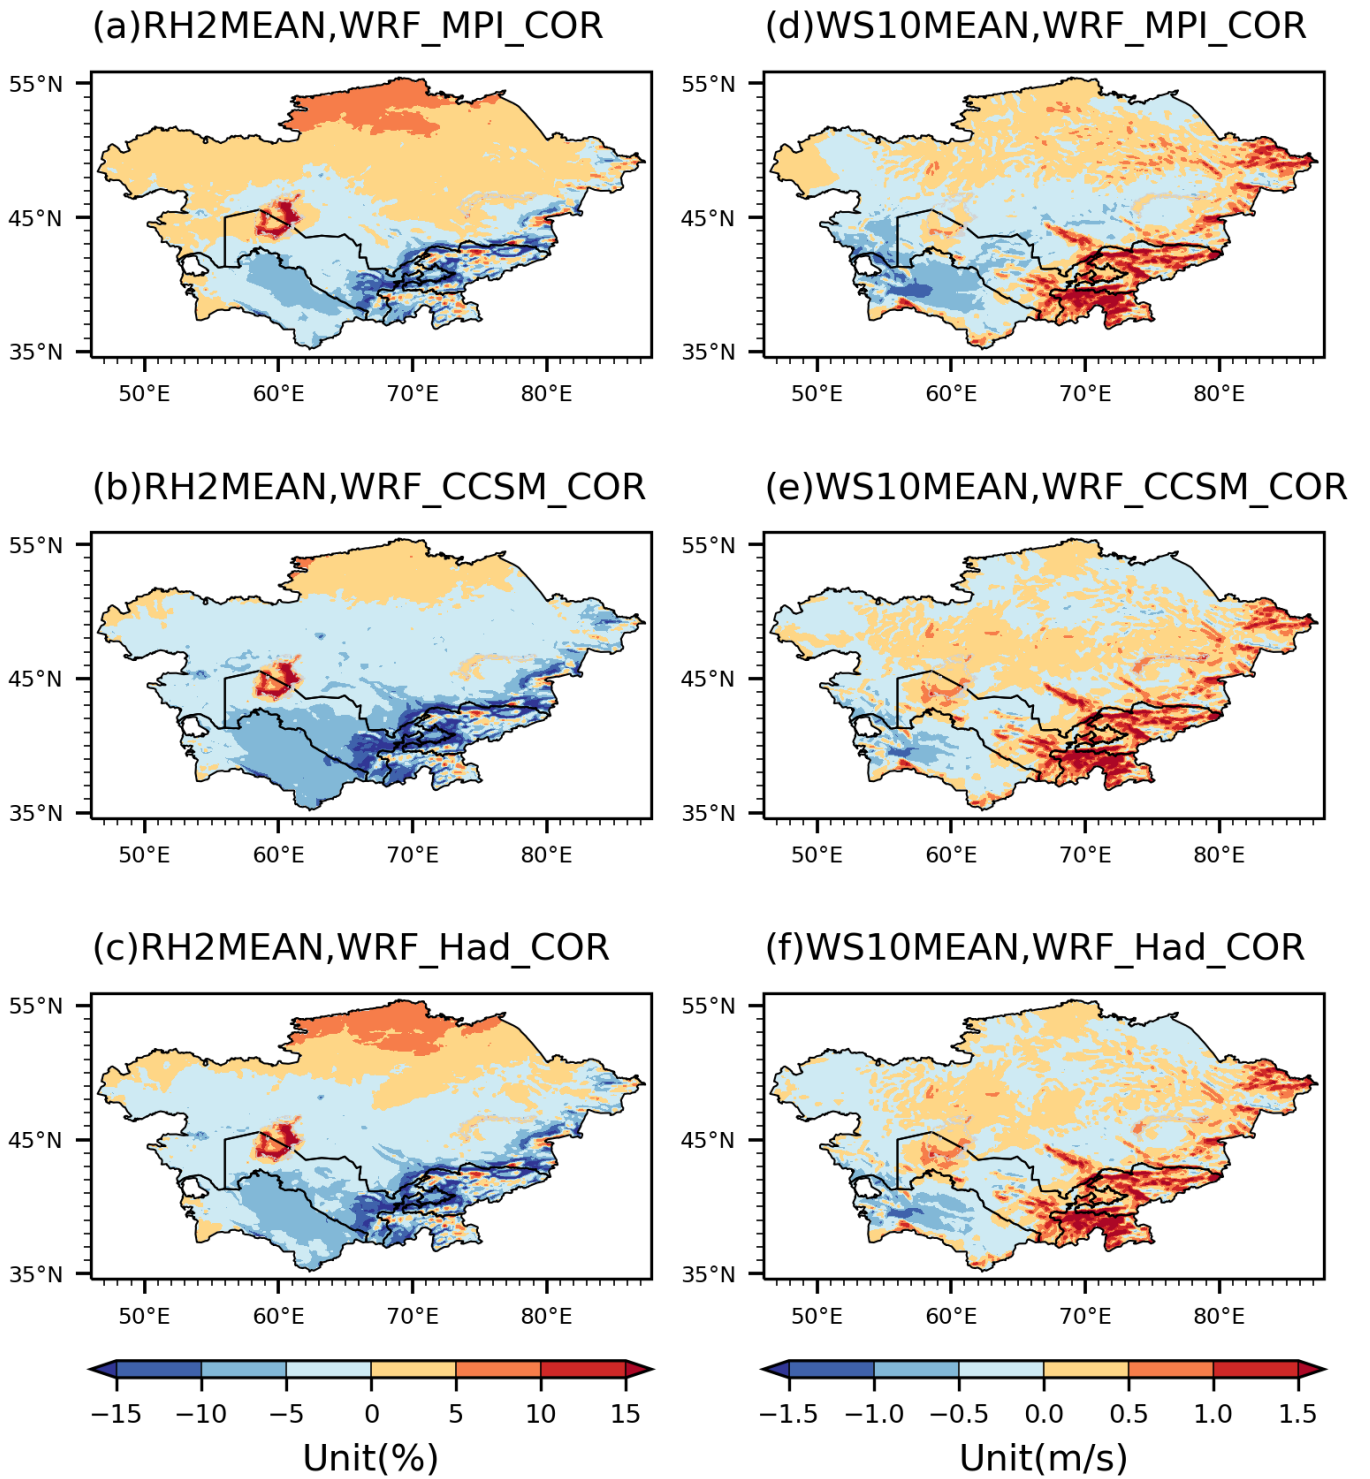 (a)RH2MEAN,WRF_MPI_COR
(d)WS10MEAN,WRF_MPI_COR
55°N
45°N
35°N
50°E 60°E 70°E 80°E
55°N
45°N
35°N
50°E 60°E 70°E 80°E
(b)RH2MEAN,WRF_CCSM_COR
(e)WS10MEAN,WRF_CCSM_COR
55°N
45°N
35°N
50°E 60°E 70°E 80°E
55°N
45°N
35°N
50°E 60°E 70°E 80°E
(c)RH2MEAN,WRF_Had_COR
(f)WS10MEAN,WRF_Had_COR
55°N
45°N
35°N
50°E 60°E 70°E 80°E
55°N
45°N
35°N
50°E 60°E 70°E 80°E
−15 −10 −5 0 5 10 15
Unit(%)
−1.5 −1.0 −0.5 0.0 0.5 1.0 1.5
Unit(m/s)